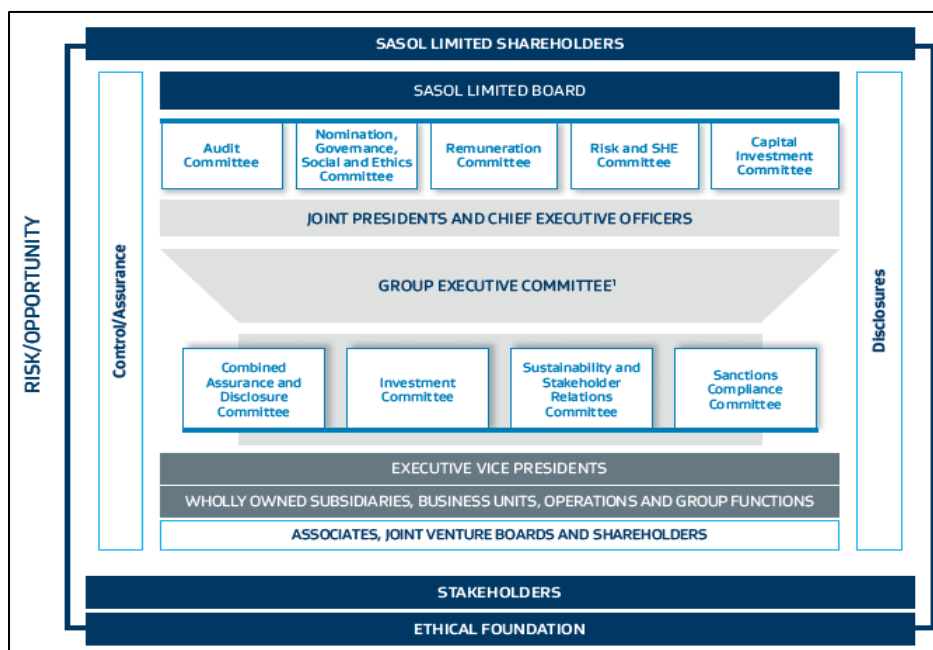 SASOL LIMITED SHAREHOLDERS
RISK/OPPORTUNITY
Control/Assurance
SASOL LIMITED BOARD
Audit
Committee
Nomination,
Governance,
Social and Ethics
Committee
Remuneration
Committee
Risk and SHE
Committee
Capital
Investment
Committee
JOINT PRESIDENTS AND CHIEF EXECUTIVE OFFICERS
GROUP EXECUTIVE COMMITTEE¹
Combined
Assurance and
Disclosure
Committee
Investment
Committee
Sustainability and
Stakeholder
Relations
Committee
Sanctions
Compliance
Committee
EXECUTIVE VICE PRESIDENTS
WHOLLY OWNED SUBSIDIARIES, BUSINESS UNITS, OPERATIONS AND GROUP FUNCTIONS
ASSOCIATES, JOINT VENTURE BOARDS AND SHAREHOLDERS
Disclosures
STAKEHOLDERS
ETHICAL FOUNDATION